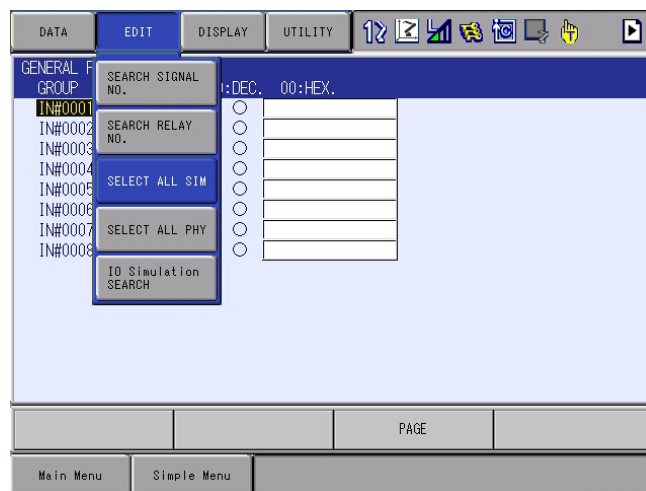 DATA EDIT DISPLAY UTILITY
GENERAL
GROUP :DEC. 00:HEX.
SEARCH SIGNAL
NO.
SEARCH RELAY
NO.
SELECT ALL SIM
SELECT ALL PHY
IO Simulation
SEARCH
IN#0001
IN#0002
IN#0003
IN#0004
IN#0005
IN#0006
IN#0007
IN#0008
PAGE
Main Menu Simple Menu